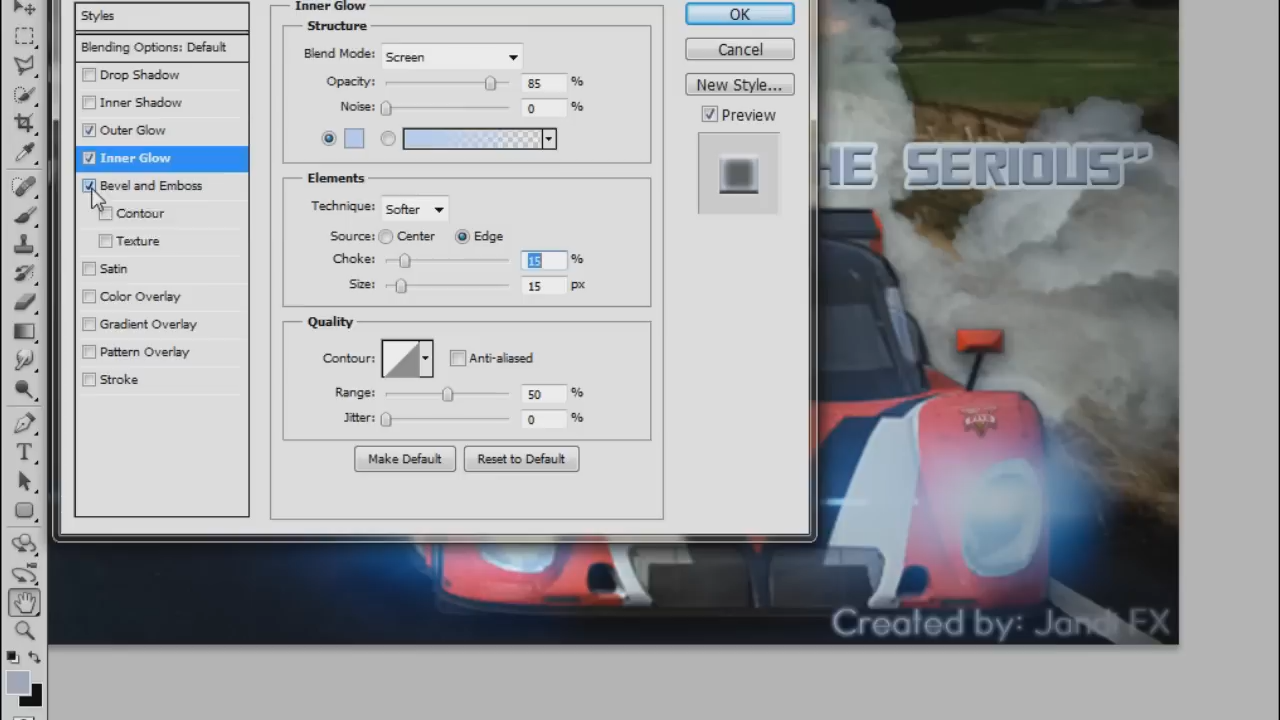 Styles
Blending Options: Default
Drop Shadow
Inner Shadow
Outer Glow
Inner Glow
Bevel and Emboss
Contour
Texture
Satin
Color Overlay
Gradient Overlay
Pattern Overlay
Stroke
Inner Glow
Structure
Blend Mode: Screen
Opacity: 85 %
Noise: 0 %
Elements
Technique: Softer
Source: Center Edge
Choke: 15 %
Size: 15 px
Quality
Contour: Anti-aliased
Range: 50 %
Jitter: 0 %
Make Default Reset to Default
OK
Cancel
New Style...
Preview
SERIOUS"
Created by: Jandi FX